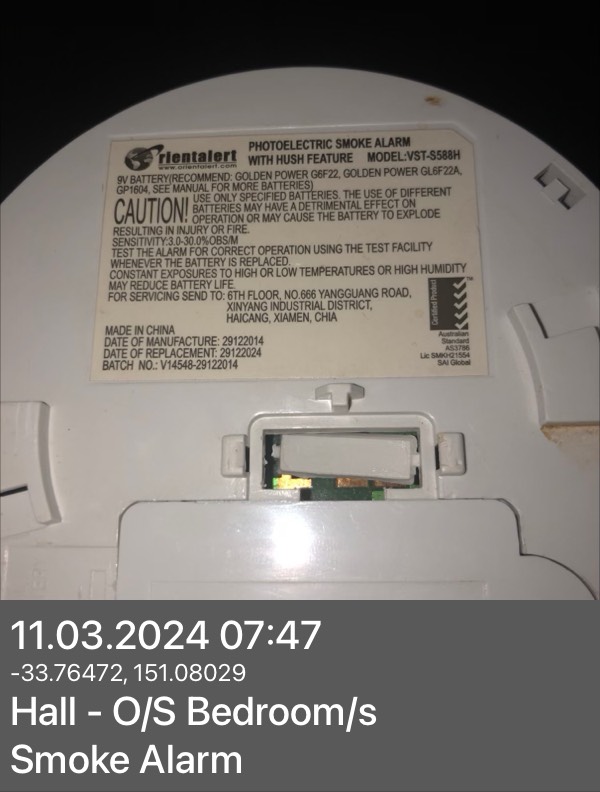 rientalert
www.orientalert.com
PHOTOELECTRIC SMOKE ALARM
WITH HUSH FEATURE MODEL:VST-S588H
9V BATTERY(RECOMMEND: GOLDEN POWER G6F22, GOLDEN POWER GL6F22A,
GP1604, SEE MANUAL FOR MORE BATTERIES)
CAUTION! USE ONLY SPECIFIED BATTERIES. THE USE OF DIFFERENT
BATTERIES MAY HAVE A DETRIMENTAL EFFECT ON
OPERATION OR MAY CAUSE THE BATTERY TO EXPLODE
RESULTING IN INJURY OR FIRE.
SENSITIVITY:3.0-30.0%OBS/M
TEST THE ALARM FOR CORRECT OPERATION USING THE TEST FACILITY
WHENEVER THE BATTERY IS REPLACED.
CONSTANT EXPOSURES TO HIGH OR LOW TEMPERATURES OR HIGH HUMIDITY
MAY REDUCE BATTERY LIFE.
FOR SERVICING SEND TO: 6TH FLOOR, NO.666 YANGGUANG ROAD,
XINYANG INDUSTRIAL DISTRICT,
HAICANG, XIAMEN, CHIA
MADE IN CHINA
DATE OF MANUFACTURE: 29122014
DATE OF REPLACEMENT: 29122024
BATCH NO.: V14548-29122014
Certified Product
TM
Australian
Standard
AS3786
Lic SMKH21554
SAI Global
11.03.2024 07:47
-33.76472, 151.08029
Hall - O/S Bedroom/s
Smoke Alarm